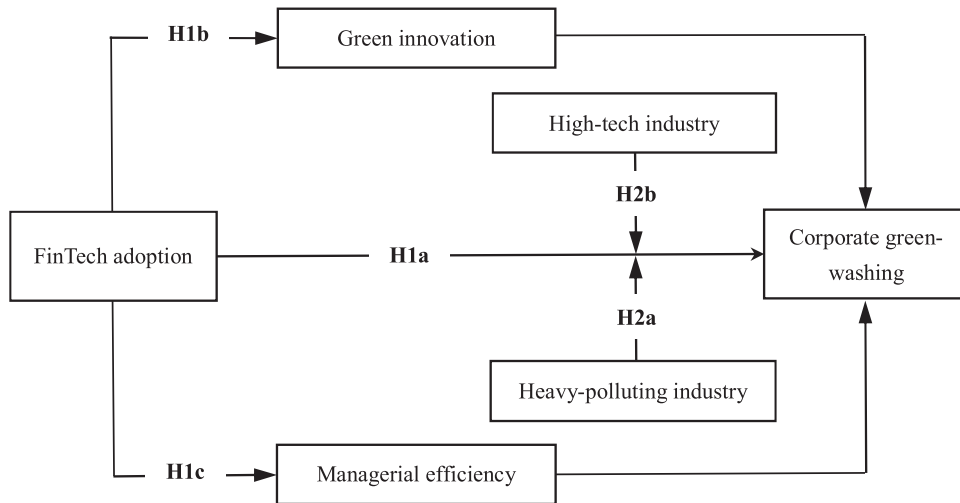 H1b
Green innovation
High-tech industry
H2b
FinTech adoption
H1a
Corporate green-
washing
H2a
Heavy-polluting industry
H1c
Managerial efficiency